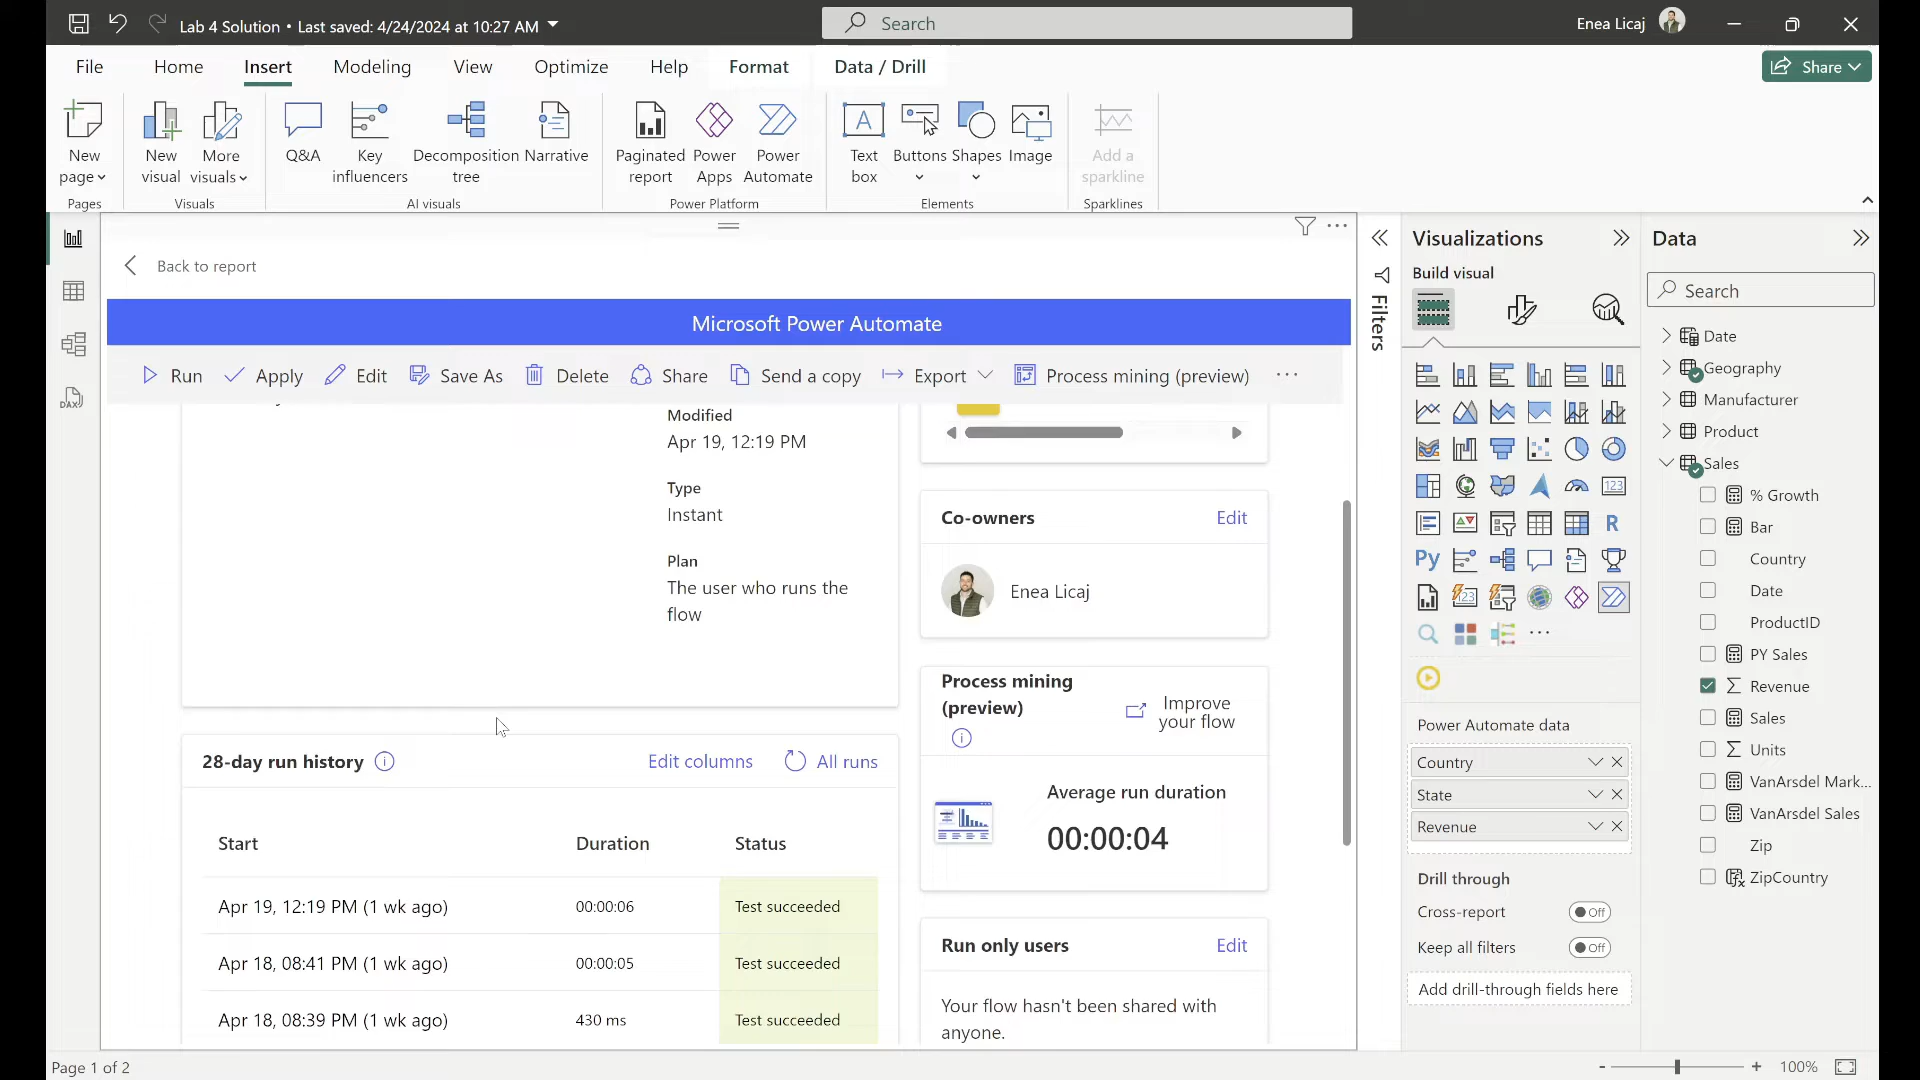 Lab 4 Solution • Last saved: 4/24/2024 at 10:27 AM
Search
Enea Licaj
File
Home
Insert
Modeling
View
Optimize
Help
Format
Data / Drill
Share
New page
New visual
More visuals
Q&A
Key influencers
Decomposition tree
Narrative
Paginated report
Power Apps
Power Automate
Text box
Buttons
Shapes
Image
Add a sparkline
Pages
Visuals
AI visuals
Power Platform
Elements
Sparklines
Back to report
Microsoft Power Automate
Run
Apply
Edit
Save As
Delete
Share
Send a copy
Export
Process mining (preview)
Modified
Apr 19, 12:19 PM
Type
Instant
Plan
The user who runs the
flow
28-day run history
Edit columns
All runs
Start
Duration
Status
Apr 19, 12:19 PM (1 wk ago)
00:00:06
Test succeeded
Apr 18, 08:41 PM (1 wk ago)
00:00:05
Test succeeded
Apr 18, 08:39 PM (1 wk ago)
430 ms
Test succeeded
Co-owners
Edit
Enea Licaj
Process mining
(preview)
Improve
your flow
Average run duration
00:00:04
Run only users
Edit
Your flow hasn't been shared with
anyone.
Filters
Visualizations
Build visual
123
R
Py
123
Power Automate data
Country
State
Revenue
Drill through
Cross-report
Off
Keep all filters
Off
Add drill-through fields here
Data
Search
Date
Geography
Manufacturer
Product
Sales
% Growth
Bar
Country
Date
ProductID
PY Sales
Revenue
Sales
Units
VanArsdel Mark...
VanArsdel Sales
Zip
ZipCountry
DAX
Page 1 of 2
100%